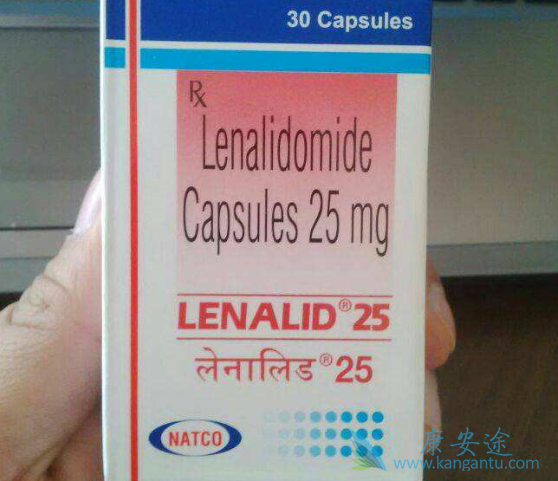 30 Capsules
Rx
Lenalidomide
Capsules 25 mg
LENALID® 25
लेनालिड® 25
NATCO
康安途
www.kangantu.com